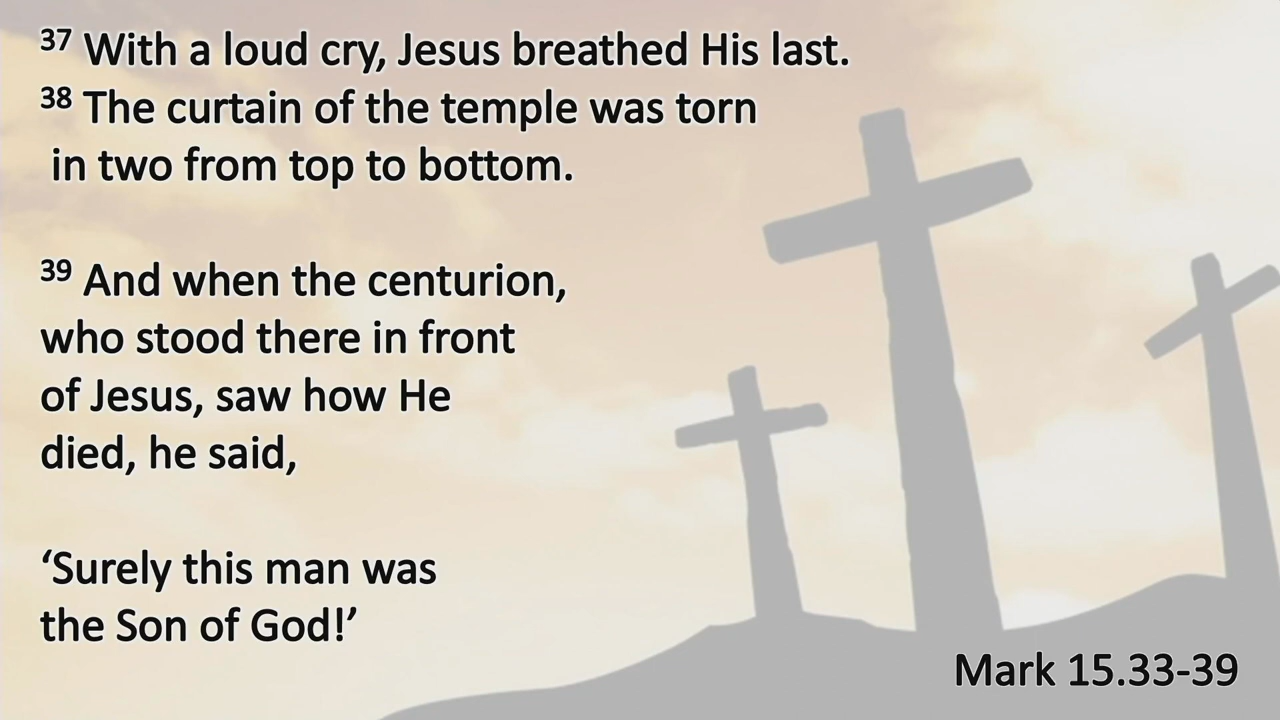 37 With a loud cry, Jesus breathed His last.
38 The curtain of the temple was torn
in two from top to bottom.
39 And when the centurion,
who stood there in front
of Jesus, saw how He
died, he said,
‘Surely this man was
the Son of God!’
Mark 15.33-39